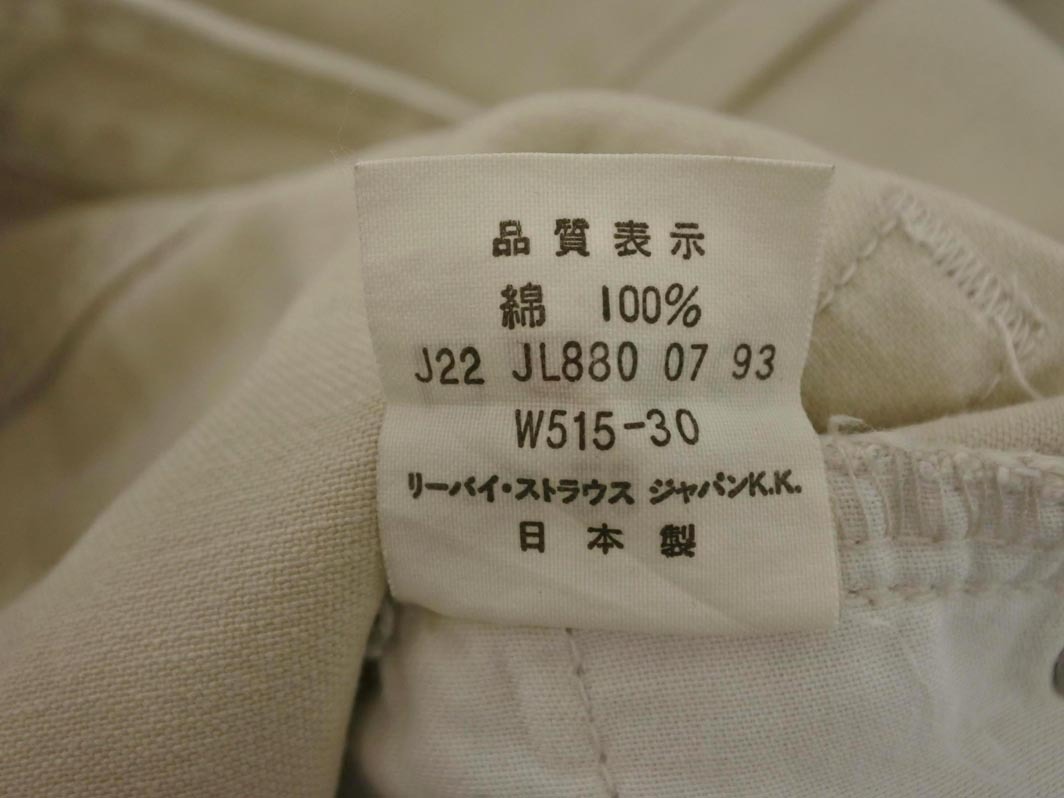 品質表示
綿 100%
J22 JL880 07 93
W515-30
リーバイ・ストラウス ジャパンK.K.
日本製